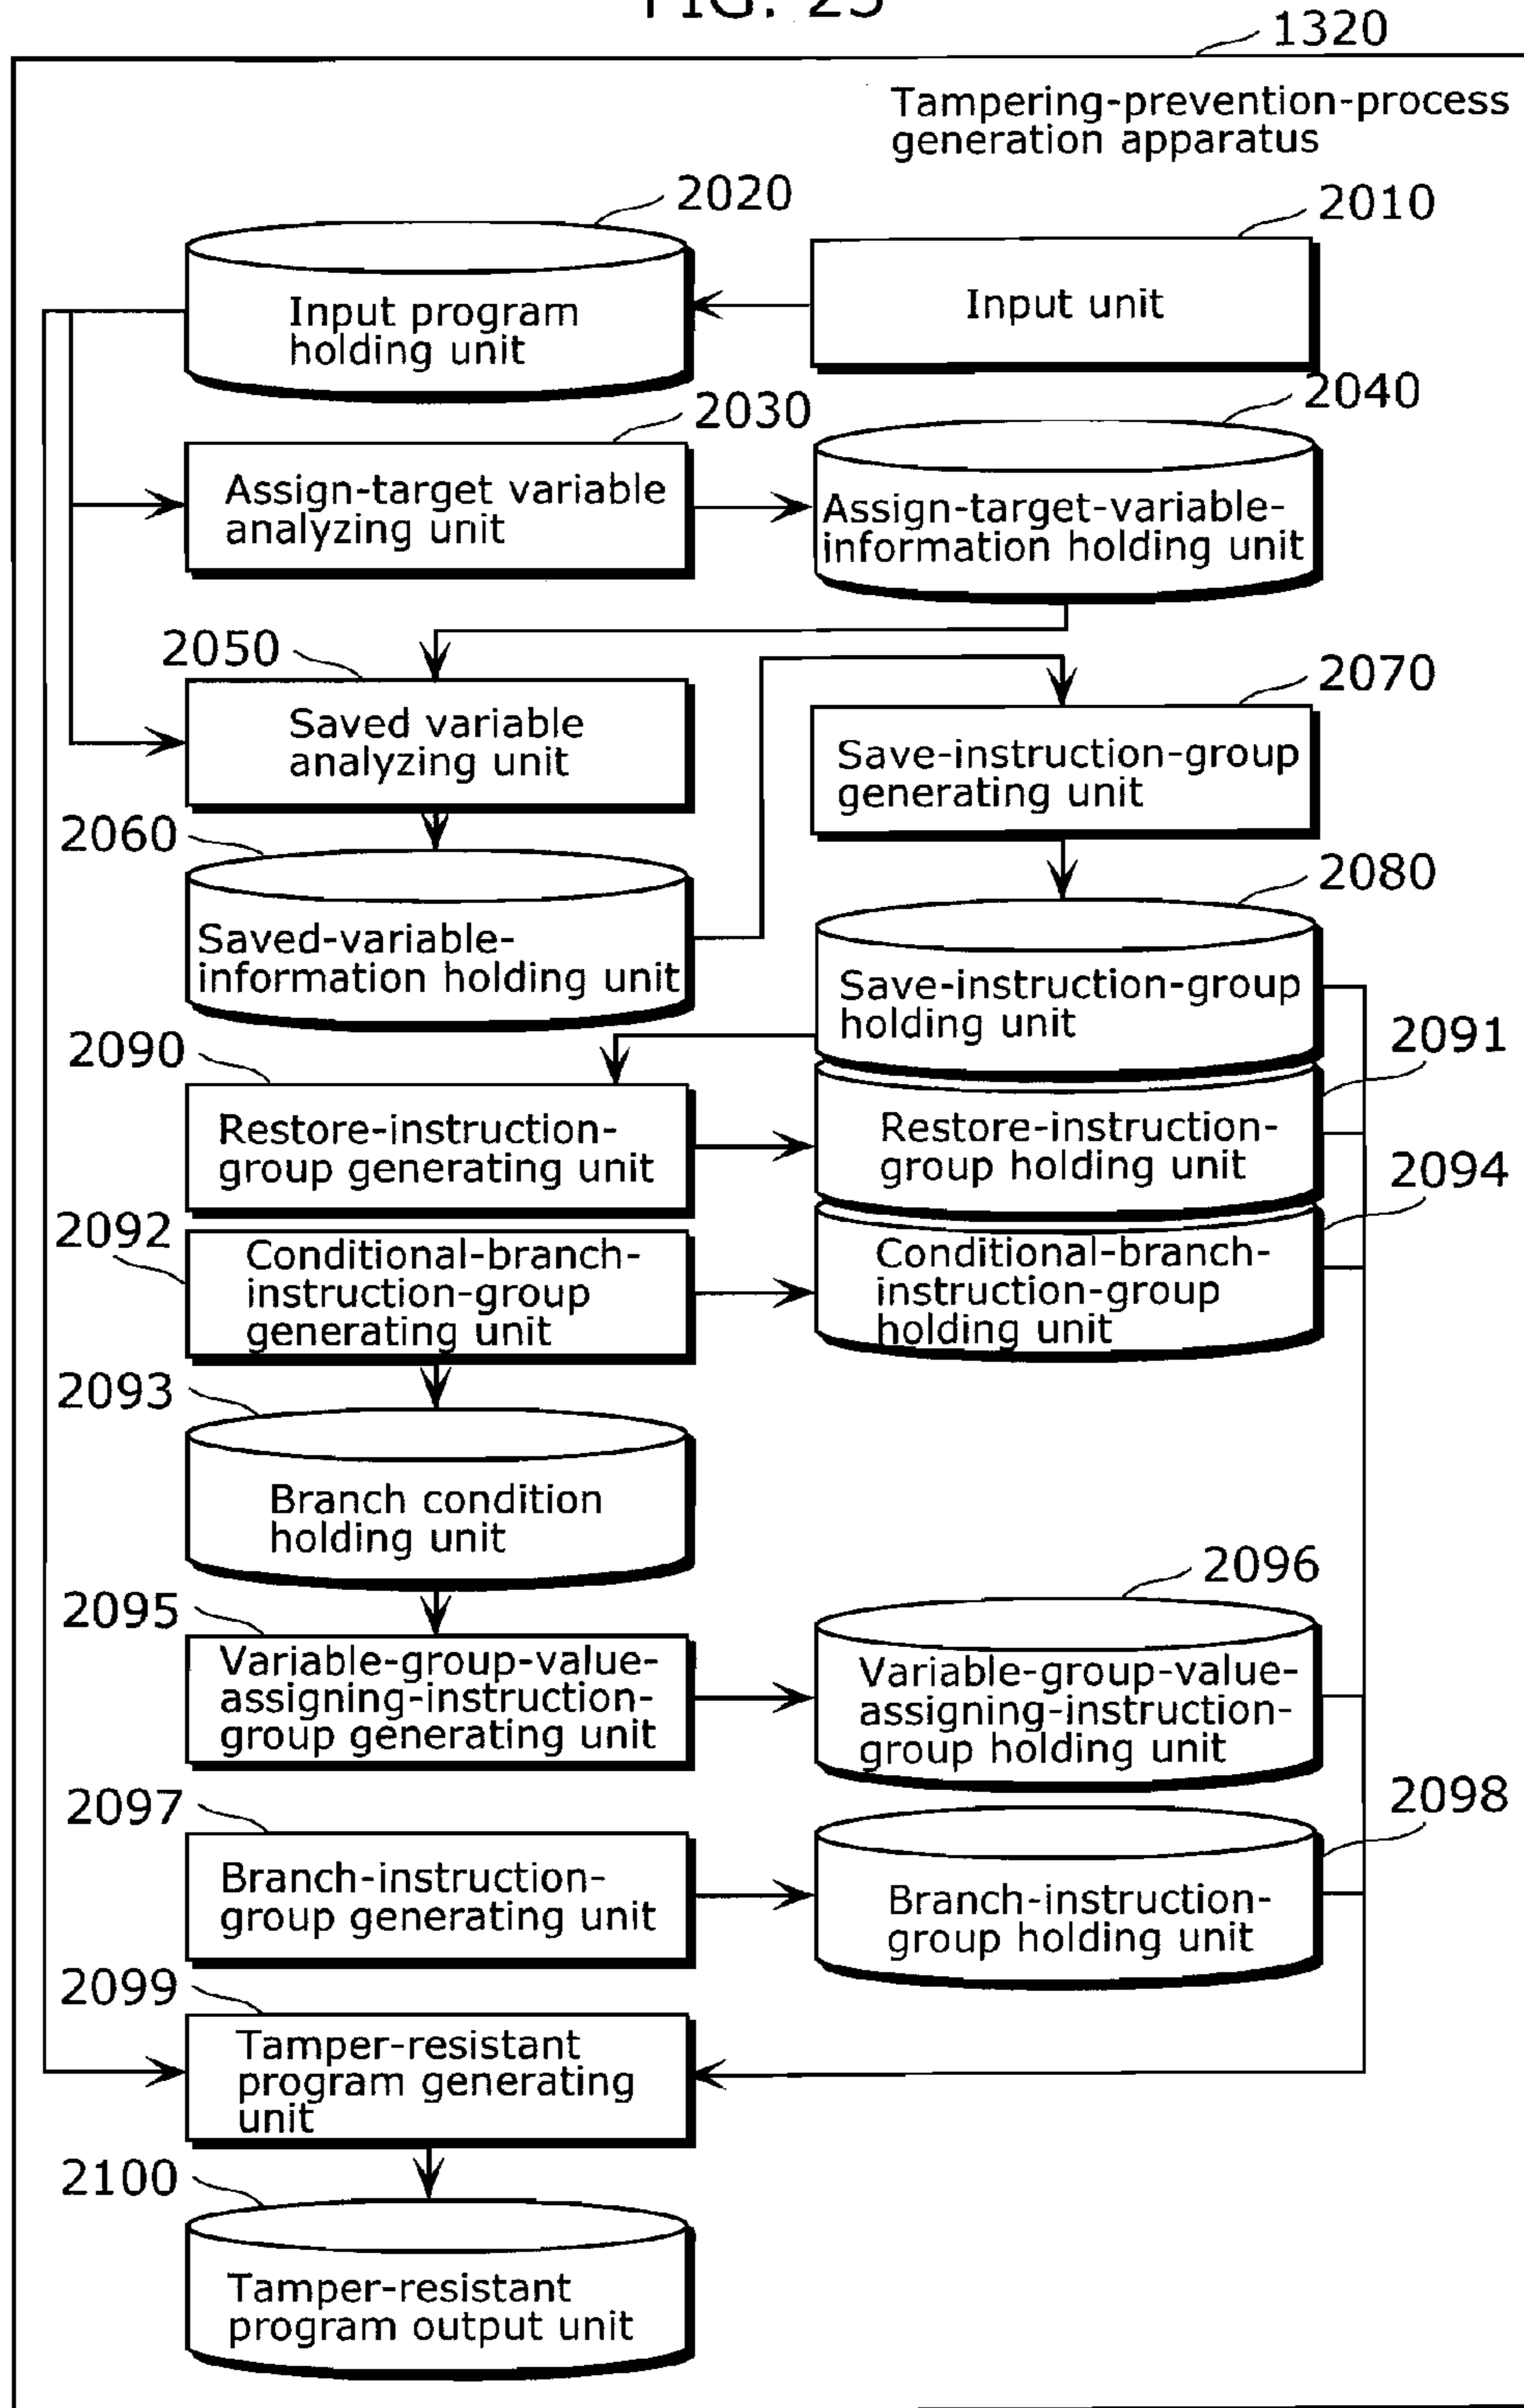 FIG. 23
1320
Tampering-prevention-process
generation apparatus
2020
2010
Input program
holding unit
Input unit
2030
2040
Assign-target variable
analyzing unit
Assign-target-variable-
information holding unit
2050
2070
Saved variable
analyzing unit
Save-instruction-group
generating unit
2060
2080
Saved-variable-
information holding unit
Save-instruction-group
holding unit
2090
2091
Restore-instruction-
group generating unit
Restore-instruction-
group holding unit
2092
2094
Conditional-branch-
instruction-group
generating unit
Conditional-branch-
instruction-group
holding unit
2093
Branch condition
holding unit
2095
2096
Variable-group-value-
assigning-instruction-
group generating unit
Variable-group-value-
assigning-instruction-
group holding unit
2097
2098
Branch-instruction-
group generating unit
Branch-instruction-
group holding unit
2099
Tamper-resistant
program generating
unit
2100
Tamper-resistant
program output unit